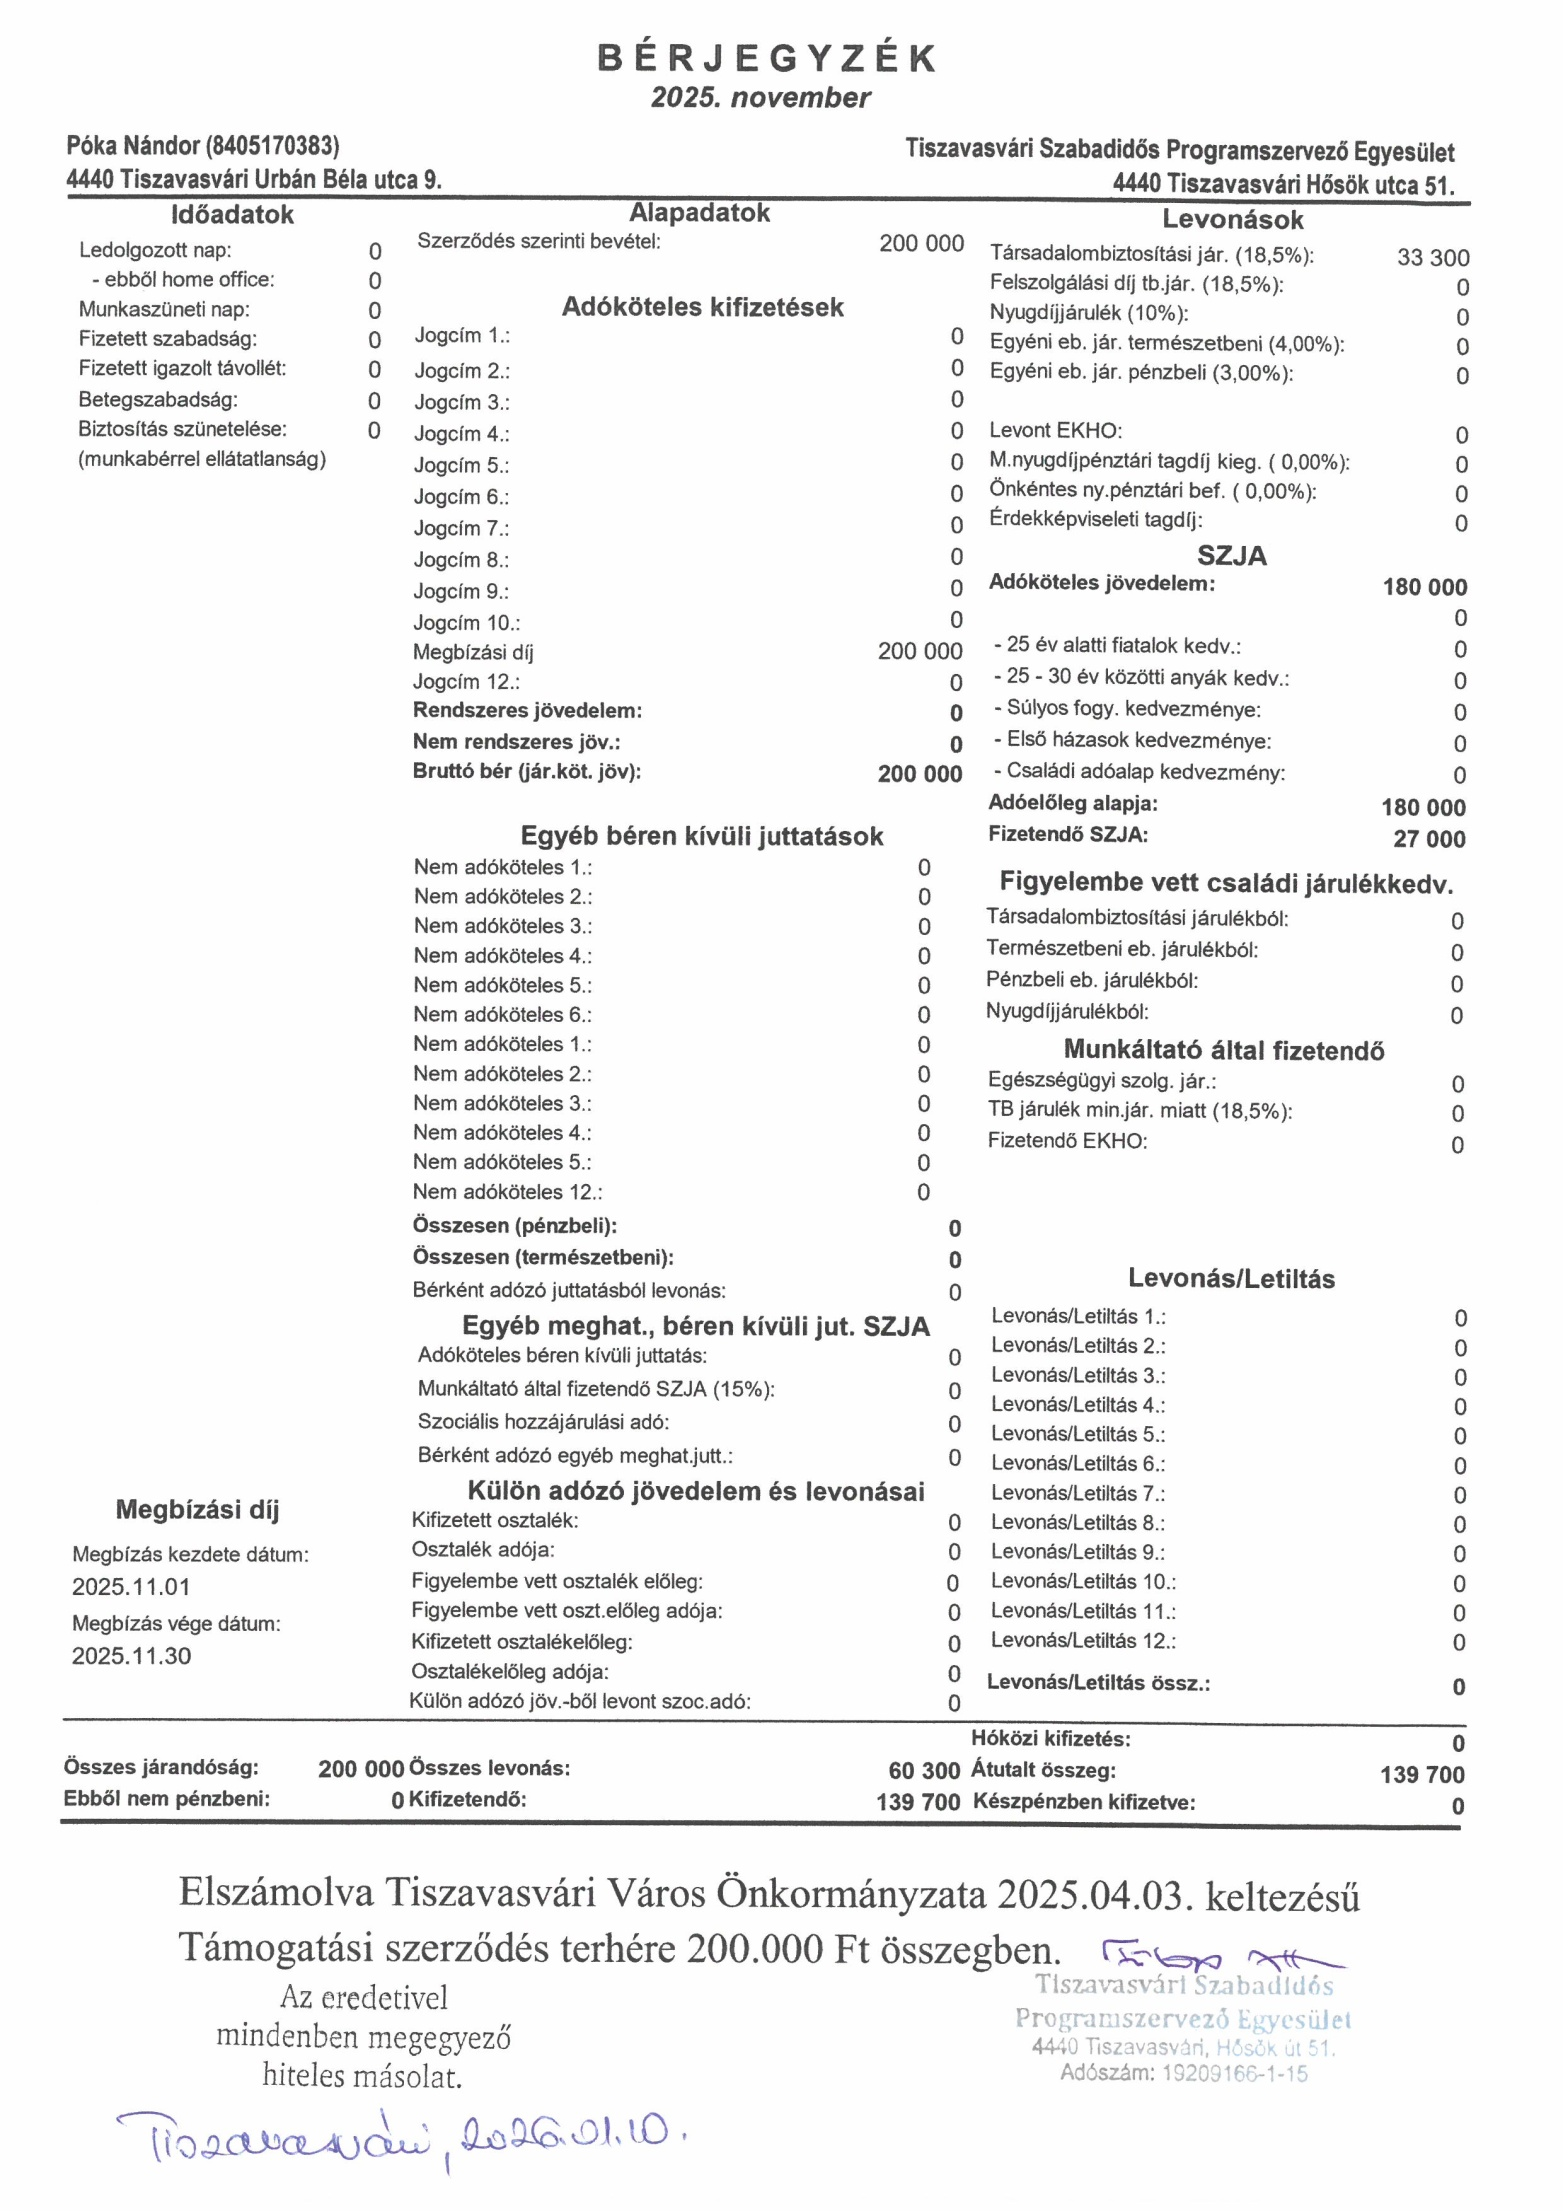 BÉRJEGYZÉK
2025. november
Póka Nándor (8405170383)
4440 Tiszavasvári Urbán Béla utca 9.
Tiszavasvári Szabadidős Programszervező Egyesület
4440 Tiszavasvári Hősök utca 51.
Időadatok
Ledolgozott nap: 0
- ebből home office: 0
Munkaszüneti nap: 0
Fizetett szabadság: 0
Fizetett igazolt távollét: 0
Betegszabadság: 0
Biztosítás szünetelése: 0
(munkabérrel ellátatlanság)
Megbízási díj
Megbízás kezdete dátum:
2025.11.01
Megbízás vége dátum:
2025.11.30
Alapadatok
Szerződés szerinti bevétel: 200 000
Adóköteles kifizetések
Jogcím 1.: 0
Jogcím 2.: 0
Jogcím 3.: 0
Jogcím 4.: 0
Jogcím 5.: 0
Jogcím 6.: 0
Jogcím 7.: 0
Jogcím 8.: 0
Jogcím 9.: 0
Jogcím 10.: 0
Megbízási díj 200 000
Jogcím 12.: 0
Rendszeres jövedelem: 0
Nem rendszeres jöv.: 0
Bruttó bér (jár.köt. jöv): 200 000
Egyéb béren kívüli juttatások
Nem adóköteles 1.: 0
Nem adóköteles 2.: 0
Nem adóköteles 3.: 0
Nem adóköteles 4.: 0
Nem adóköteles 5.: 0
Nem adóköteles 6.: 0
Nem adóköteles 1.: 0
Nem adóköteles 2.: 0
Nem adóköteles 3.: 0
Nem adóköteles 4.: 0
Nem adóköteles 5.: 0
Nem adóköteles 12.: 0
Összesen (pénzbeli): 0
Összesen (természetbeni): 0
Bérként adózó juttatásból levonás: 0
Egyéb meghat., béren kívüli jut. SZJA
Adóköteles béren kívüli juttatás: 0
Munkáltató által fizetendő SZJA (15%): 0
Szociális hozzájárulási adó: 0
Bérként adózó egyéb meghat.jutt.: 0
Külön adózó jövedelem és levonásai
Kifizetett osztalék: 0
Osztalék adója: 0
Figyelembe vett osztalék előleg: 0
Figyelembe vett oszt.előleg adója: 0
Kifizetett osztalékelőleg: 0
Osztalékelőleg adója: 0
Külön adózó jöv.-ből levont szoc.adó: 0
Levonások
Társadalombiztosítási jár. (18,5%): 33 300
Felszolgálási díj tb.jár. (18,5%): 0
Nyugdíjjárulék (10%): 0
Egyéni eb. jár. természetbeni (4,00%): 0
Egyéni eb. jár. pénzbeli (3,00%): 0
Levont EKHO: 0
M.nyugdíjpénztári tagdíj kieg. ( 0,00%): 0
Önkéntes ny.pénztári bef. ( 0,00%): 0
Érdekképviseleti tagdíj: 0
SZJA
Adóköteles jövedelem: 180 000
0
- 25 év alatti fiatalok kedv.: 0
- 25 - 30 év közötti anyák kedv.: 0
- Súlyos fogy. kedvezménye: 0
- Első házasok kedvezménye: 0
- Családi adóalap kedvezmény: 0
Adóelőleg alapja: 180 000
Fizetendő SZJA: 27 000
Figyelembe vett családi járulékkedv.
Társadalombiztosítási járulékból: 0
Természetbeni eb. járulékból: 0
Pénzbeli eb. járulékból: 0
Nyugdíjjárulékból: 0
Munkáltató által fizetendő
Egészségügyi szolg. jár.: 0
TB járulék min.jár. miatt (18,5%): 0
Fizetendő EKHO: 0
Levonás/Letiltás
Levonás/Letiltás 1.: 0
Levonás/Letiltás 2.: 0
Levonás/Letiltás 3.: 0
Levonás/Letiltás 4.: 0
Levonás/Letiltás 5.: 0
Levonás/Letiltás 6.: 0
Levonás/Letiltás 7.: 0
Levonás/Letiltás 8.: 0
Levonás/Letiltás 9.: 0
Levonás/Letiltás 10.: 0
Levonás/Letiltás 11.: 0
Levonás/Letiltás 12.: 0
Levonás/Letiltás össz.: 0
Hóközi kifizetés: 0
Összes járandóság: 200 000 Összes levonás: 60 300 Átutalt összeg: 139 700
Ebből nem pénzbeni: 0 Kifizetendő: 139 700 Készpénzben kifizetve: 0
Elszámolva Tiszavasvári Város Önkormányzata 2025.04.03. keltezésű
Támogatási szerződés terhére 200.000 Ft összegben.
Az eredetivel
mindenben megegyező
hiteles másolat.
Tiszavasvári Szabadidős
Programszervező Egyesület
4440 Tiszavasvári, Hősök út 51.
Adószám: 19209166-1-15
Tiszavasvári, 2026.01.10.